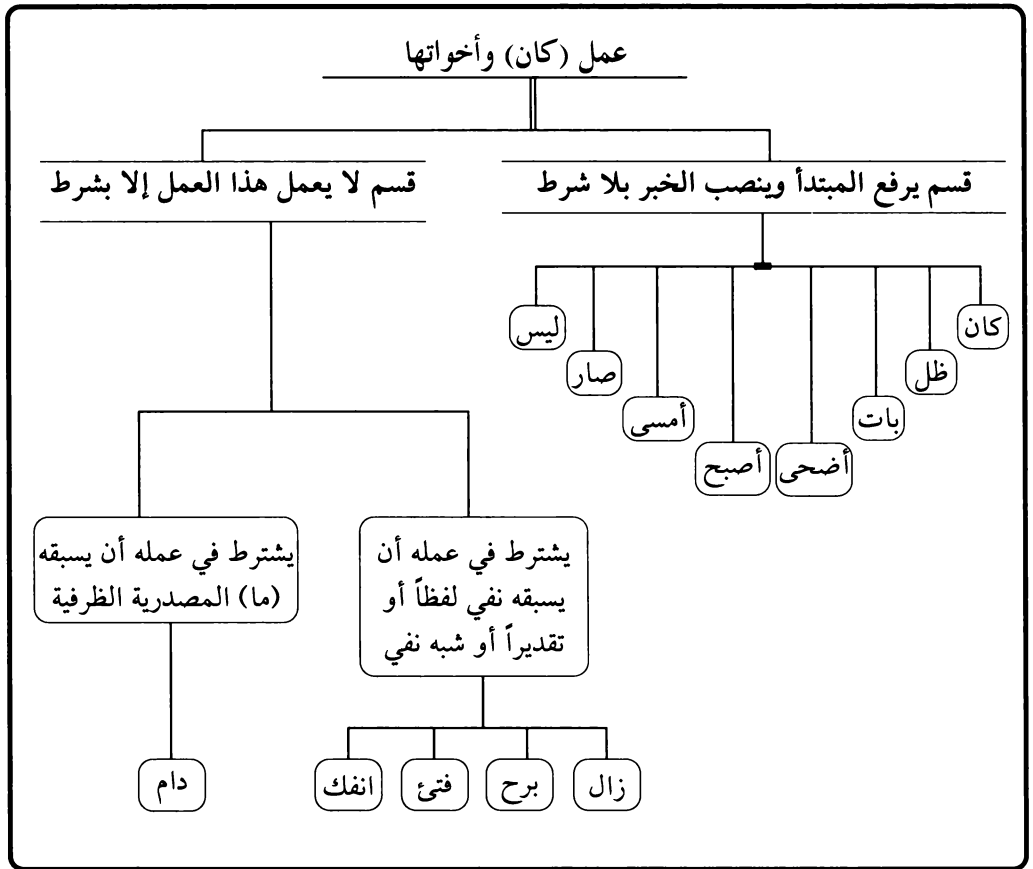 عمل (كان) وأخواتها
قسم يرفع المبتدأ وينصب الخبر بلا شرط
كان
ظل
بات
أضحى
أصبح
أمسى
صار
ليس
قسم لا يعمل هذا العمل إلا بشرط
يشترط في عمله أن
يسبقه نفي لفظاً أو
تقديراً أو شبه نفي
زال
برح
فتئ
انفك
يشترط في عمله أن يسبقه
(ما) المصدرية الظرفية
دام